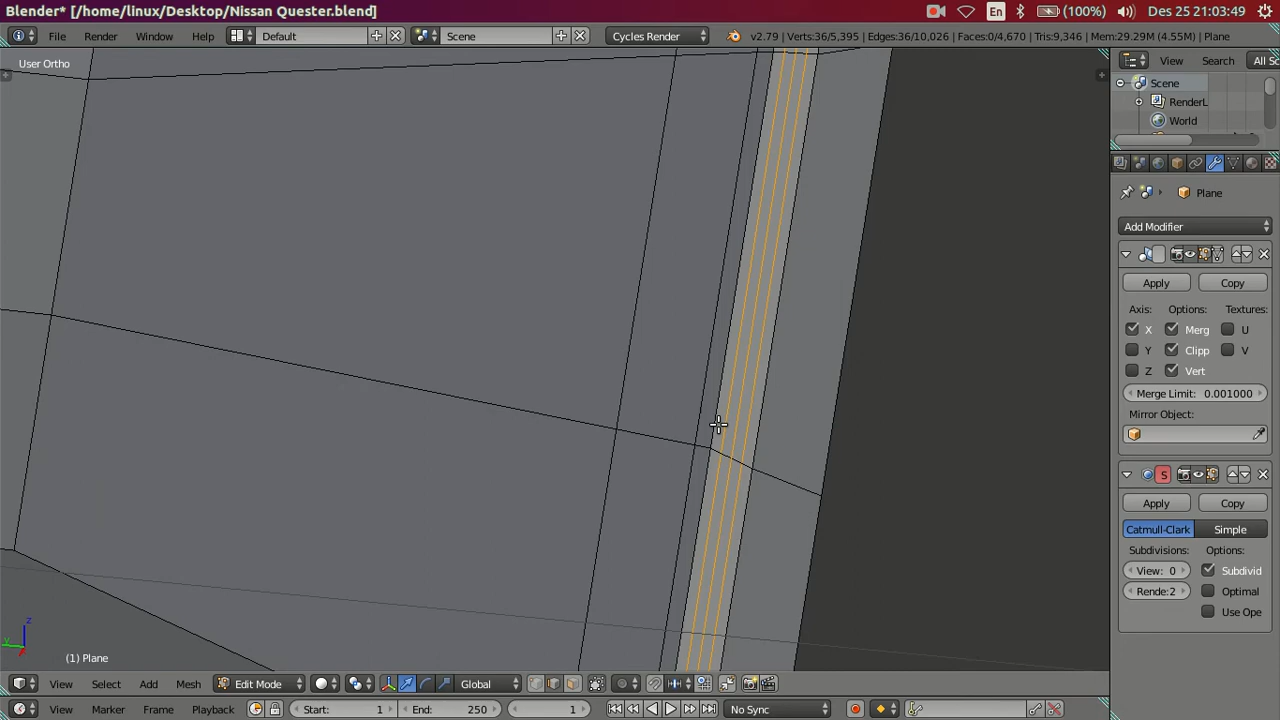 Blender* [/home/linux/Desktop/Nissan Quester.blend]
En (100%) Des 25 21:03:49
File Render Window Help Default Scene Cycles Render v2.79 | Verts:36/5,395 | Edges:36/10,026 | Faces:0/4,670 | Tris:9,346 | Mem:29.29M (4.55M) | Plane
User Ortho
View Search All Sc
Scene
RenderL
World
Plane
Add Modifier
Apply Copy
Axis: Options: Textures:
X Merg U
Y Clipp V
Z Vert
Merge Limit: 0.001000
Mirror Object:
S
Apply Copy
Catmull-Clark Simple
Subdivisions: Options:
View: 0 Subdivid
Rende:2 Optimal
Use Ope
z
y
(1) Plane
View Select Add Mesh Edit Mode Global
View Marker Frame Playback Start: 1 End: 250 1 No Sync